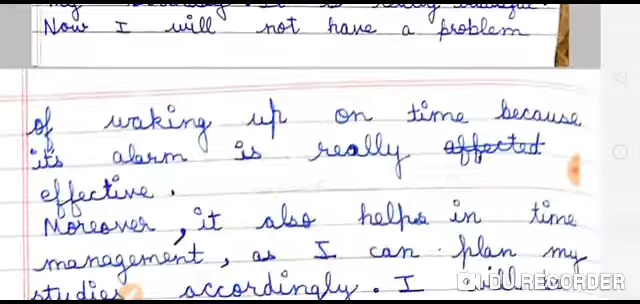 Now I will not have a problem
of waking up on time because
its alarm is really affected
effective.
Moreover, it also helps in time
management, as I can plan my
studies accordingly. I will
DU RECORDER